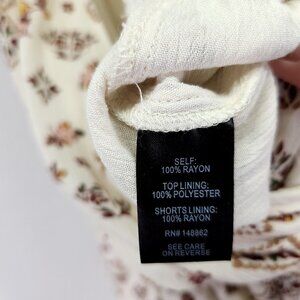 SELF:
100% RAYON
TOP LINING:
100% POLYESTER
SHORTS LINING:
100% RAYON
RN# 148862
SEE CARE
ON REVERSE